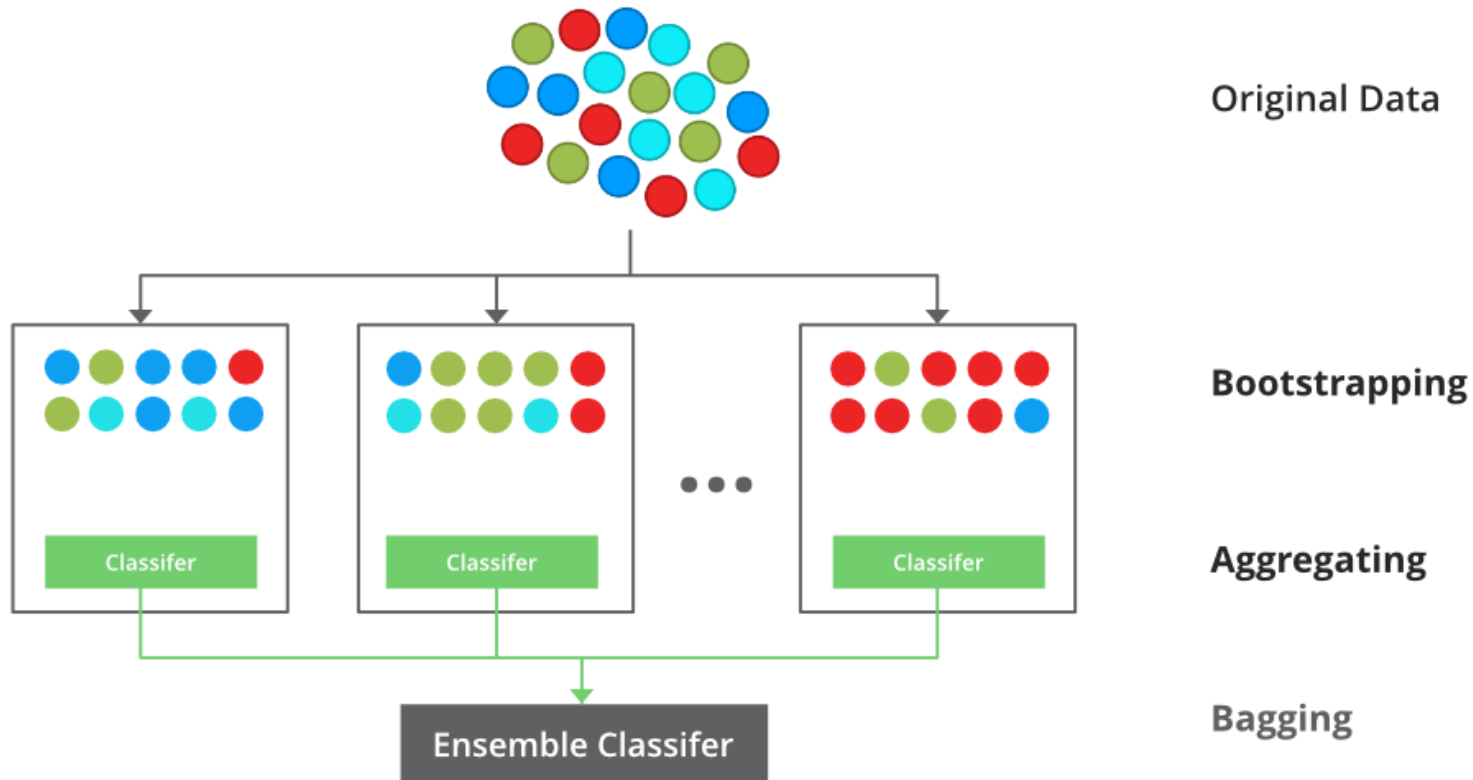 Original Data
Bootstrapping
Classifer
Classifer
Classifer
Aggregating
Ensemble Classifer
Bagging